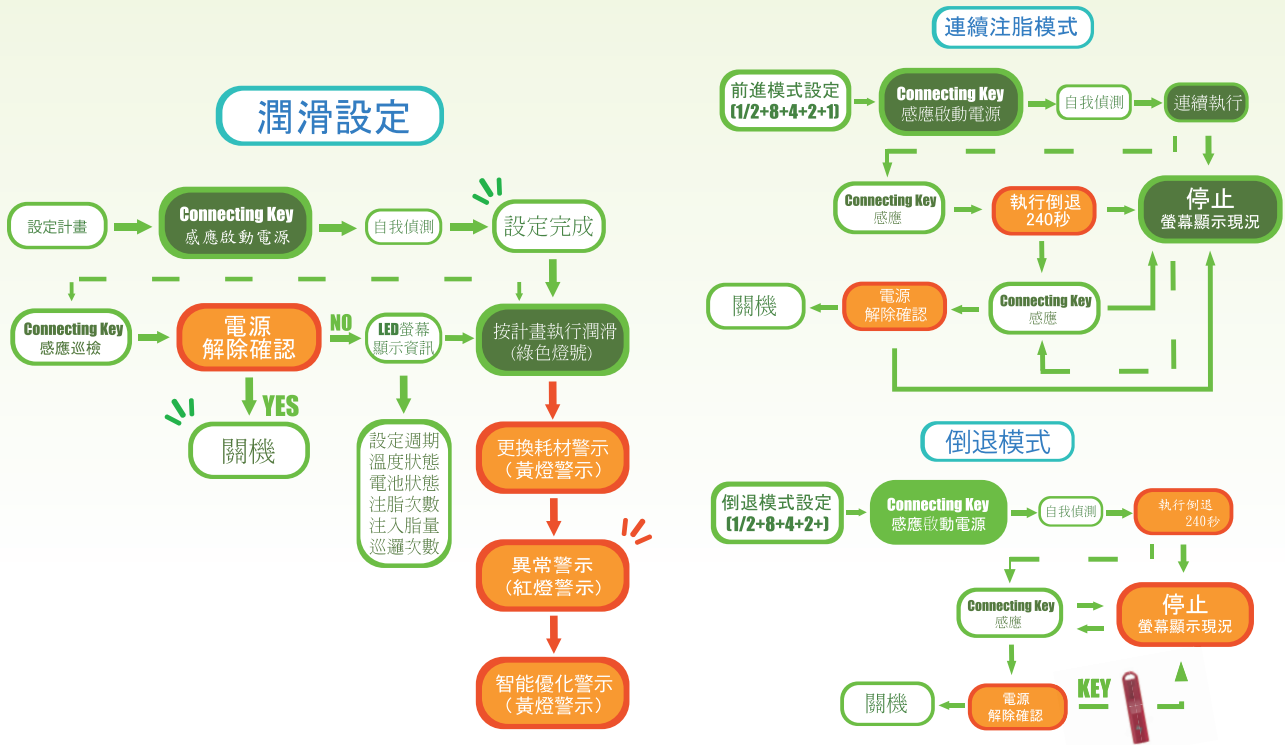 潤滑設定
設定計畫
Connecting Key
感應啟動電源
自我偵測
設定完成
Connecting Key
感應巡檢
電源
解除確認
NO
YES
關機
LED螢幕
顯示資訊
設定週期
溫度狀態
電池狀態
注脂次數
注入脂量
巡邏次數
按計畫執行潤滑
(綠色燈號)
更換耗材警示
(黃燈警示)
異常警示
(紅燈警示)
智能優化警示
(黃燈警示)
連續注脂模式
前進模式設定
(1/2+8+4+2+1)
Connecting Key
感應啟動電源
自我偵測
連續執行
Connecting Key
感應
執行倒退
240秒
停止
螢幕顯示現況
關機
電源
解除確認
Connecting Key
感應
倒退模式
倒退模式設定
(1/2+8+4+2+)
Connecting Key
感應啟動電源
自我偵測
執行倒退
240秒
Connecting Key
感應
停止
螢幕顯示現況
關機
電源
解除確認
KEY